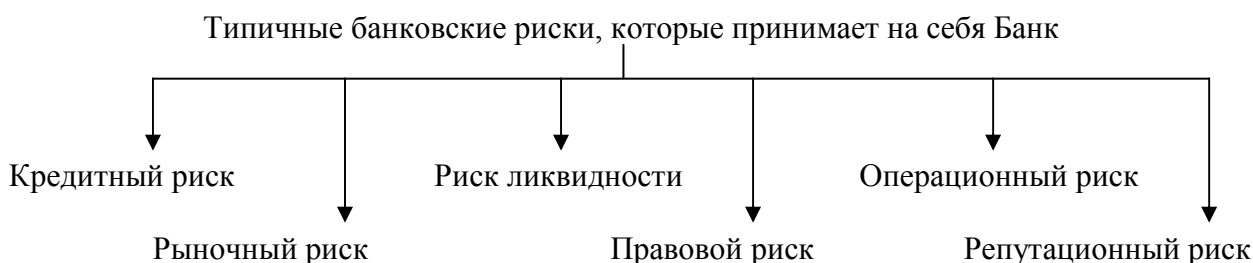 Типичные банковские риски, которые принимает на себя Банк
Кредитный риск
Риск ликвидности
Операционный риск
Рыночный риск
Правовой риск
Репутационный риск